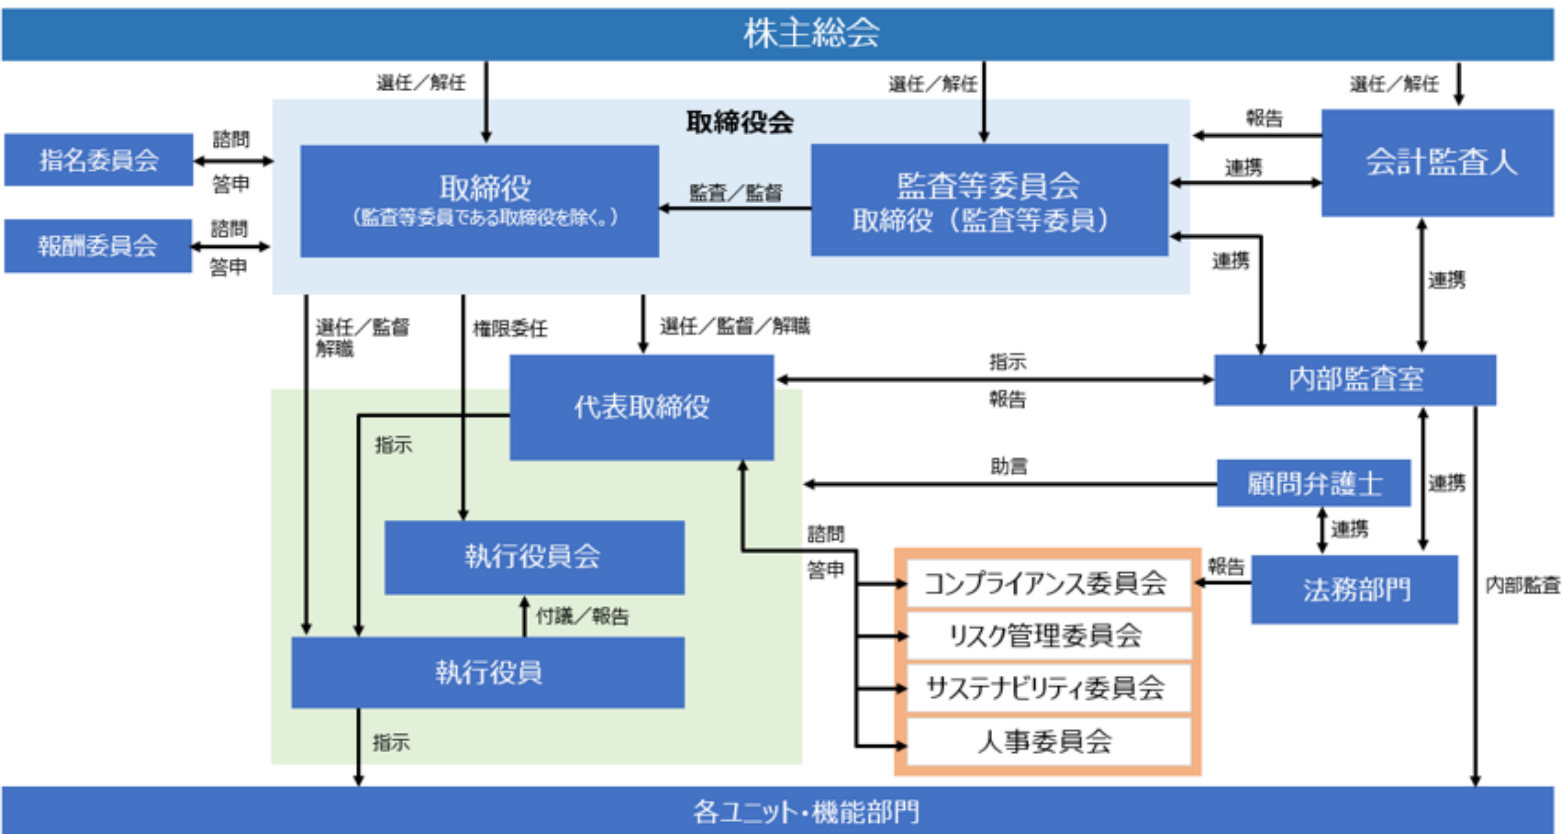 株主総会
選任／解任
選任／解任
選任／解任
取締役会
報告
会計監査人
指名委員会
諮問
答申
取締役
（監査等委員である取締役を除く。）
監査／監督
監査等委員会
取締役（監査等委員）
連携
報酬委員会
諮問
答申
連携
連携
選任／監督
解職
権限委任
選任／監督／解職
代表取締役
指示
報告
内部監査室
指示
助言
顧問弁護士
連携
連携
諮問
答申
執行役員会
コンプライアンス委員会
報告
法務部門
内部監査
付議／報告
リスク管理委員会
執行役員
サステナビリティ委員会
人事委員会
指示
各ユニット・機能部門